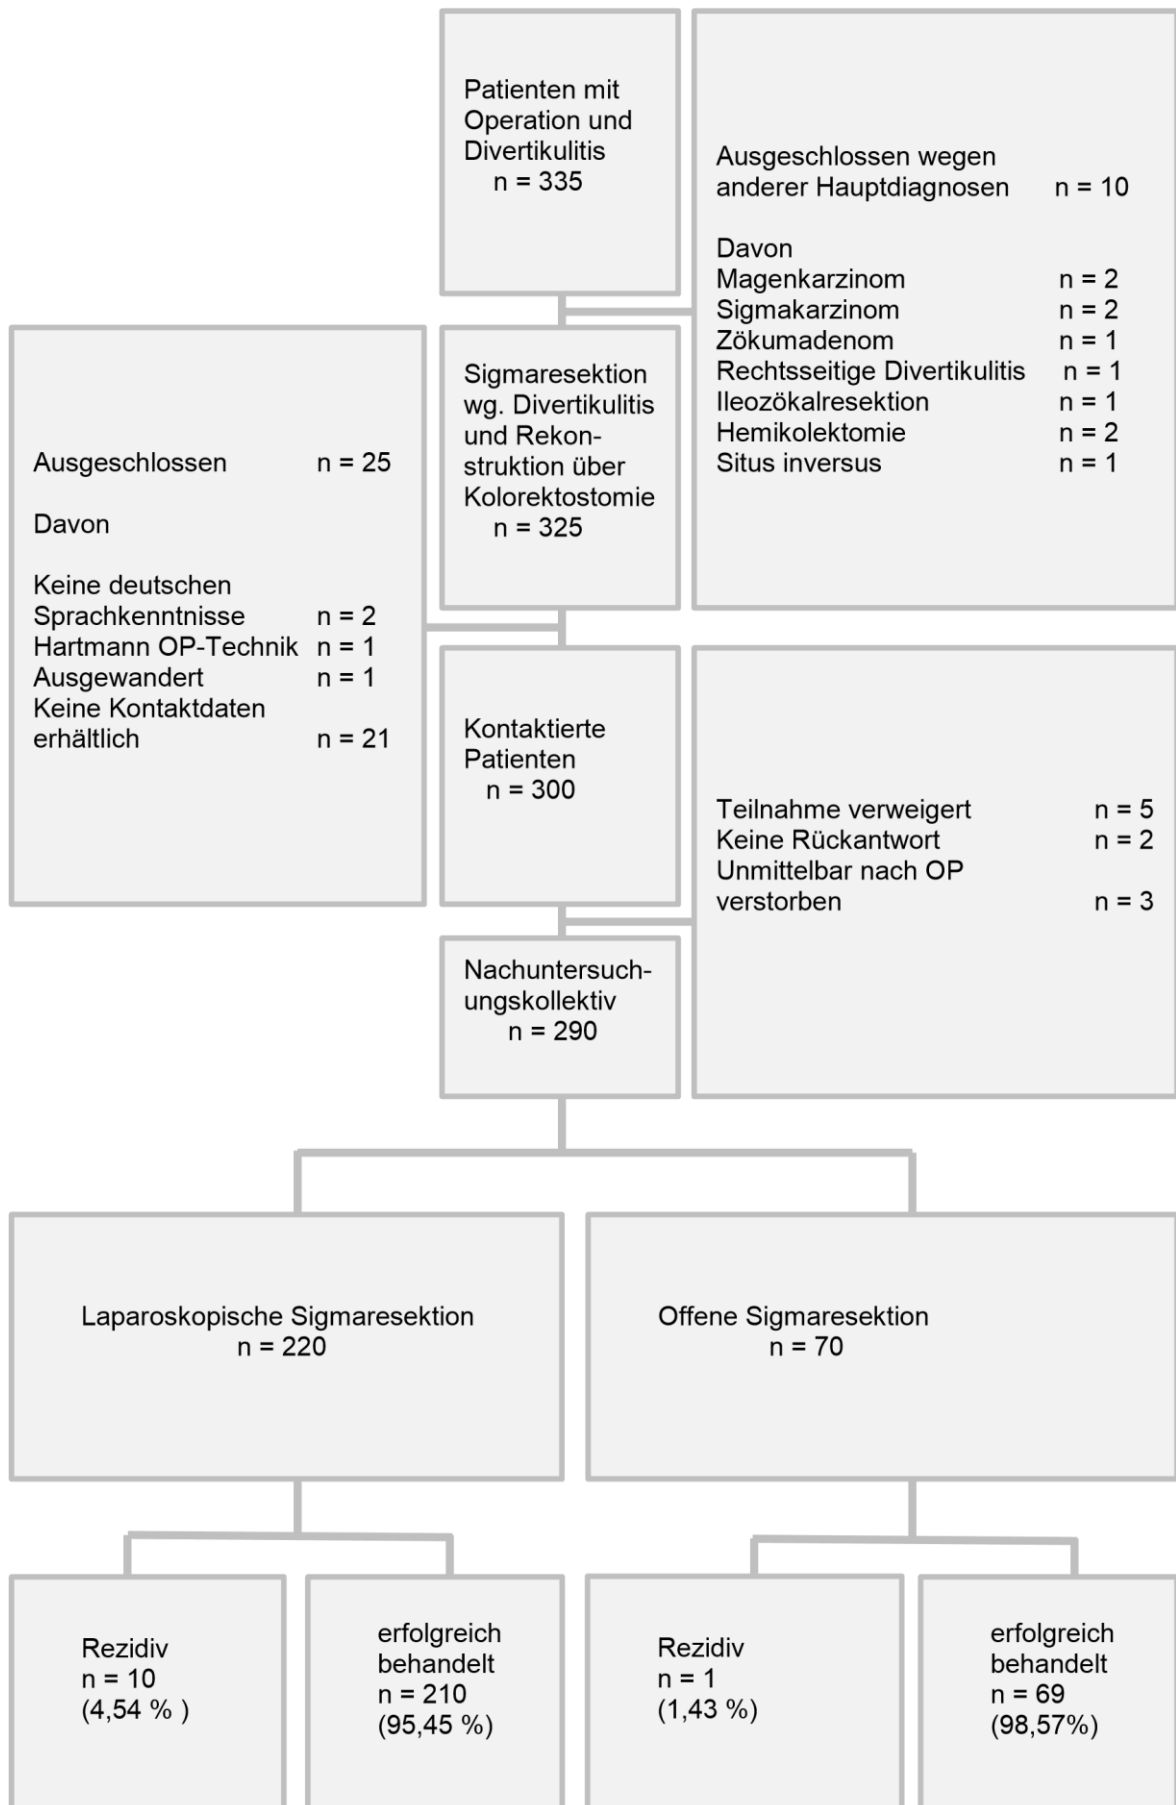 Patienten mit
Operation und
Divertikulitis
n = 335
Ausgeschlossen wegen
anderer Hauptdiagnosen n = 10
Davon
Magenkarzinom n = 2
Sigmakarzinom n = 2
Zökumadenom n = 1
Rechtsseitige Divertikulitis n = 1
Ileozökalresektion n = 1
Hemikolektomie n = 2
Situs inversus n = 1
Sigmaresektion
wg. Divertikulitis
und Rekon-
struktion über
Kolorektostomie
n = 325
Ausgeschlossen n = 25
Davon
Keine deutschen
Sprachkenntnisse n = 2
Hartmann OP-Technik n = 1
Ausgewandert n = 1
Keine Kontaktdaten
erhältlich n = 21
Kontaktierte
Patienten
n = 300
Teilnahme verweigert n = 5
Keine Rückantwort n = 2
Unmittelbar nach OP
verstorben n = 3
Nachuntersuch-
ungskollektiv
n = 290
Laparoskopische Sigmaresektion
n = 220
Offene Sigmaresektion
n = 70
Rezidiv
n = 10
(4,54 % )
erfolgreich
behandelt
n = 210
(95,45 %)
Rezidiv
n = 1
(1,43 %)
erfolgreich
behandelt
n = 69
(98,57%)